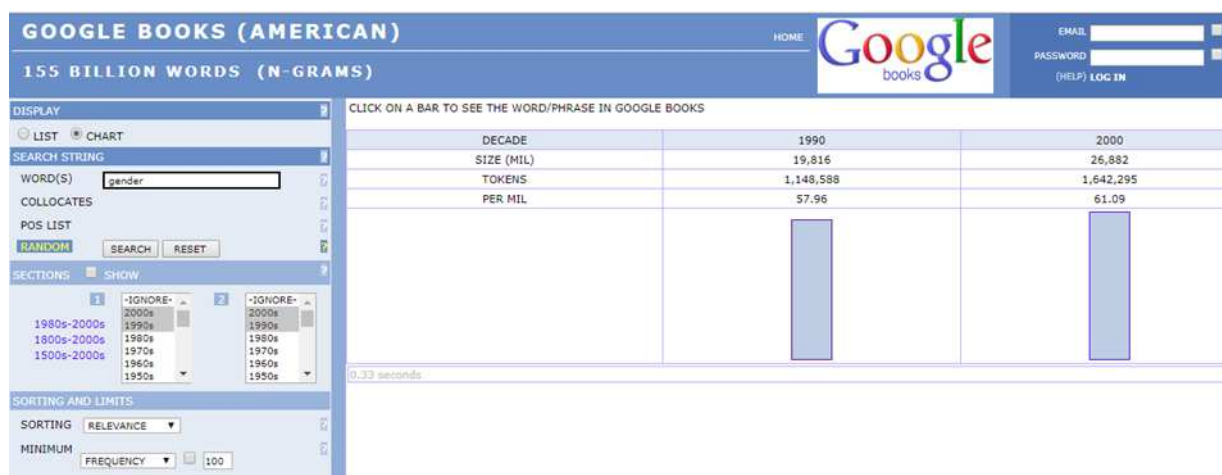 GOOGLE BOOKS (AMERICAN)
155 BILLION WORDS (N-GRAMS)
HOME
Google
books
EMAIL
PASSWORD
(HELP) LOG IN
DISPLAY ?
LIST CHART
SEARCH STRING ?
WORD(S) gender ?
COLLOCATES ?
POS LIST ?
RANDOM SEARCH RESET ?
SECTIONS SHOW ?
1 2
1980s-2000s
1800s-2000s
1500s-2000s
-IGNORE-
2000s
1990s
1980s
1970s
1960s
1950s
-IGNORE-
2000s
1990s
1980s
1970s
1960s
1950s
SORTING AND LIMITS
SORTING RELEVANCE ?
MINIMUM ?
FREQUENCY 100
CLICK ON A BAR TO SEE THE WORD/PHRASE IN GOOGLE BOOKS
DECADE 1990 2000
SIZE (MIL) 19,816 26,882
TOKENS 1,148,588 1,642,295
PER MIL 57.96 61.09
0.33 seconds